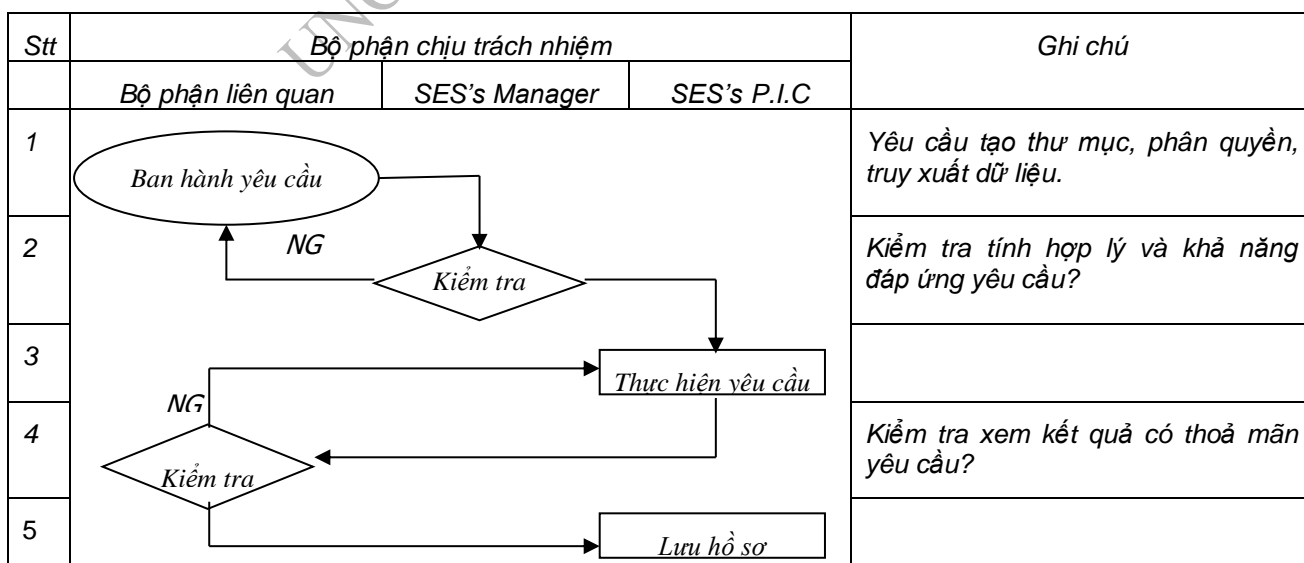 Stt
Bộ phận chịu trách nhiệm
Ghi chú
Bộ phận liên quan
SES's Manager
SES's P.I.C
1
Ban hành yêu cầu
Yêu cầu tạo thư mục, phân quyền,
truy xuất dữ liệu.
2
NG
Kiểm tra
Kiểm tra tính hợp lý và khả năng
đáp ứng yêu cầu?
3
Thực hiện yêu cầu
NG
4
Kiểm tra
Kiểm tra xem kết quả có thoả mãn
yêu cầu?
5
Lưu hồ sơ